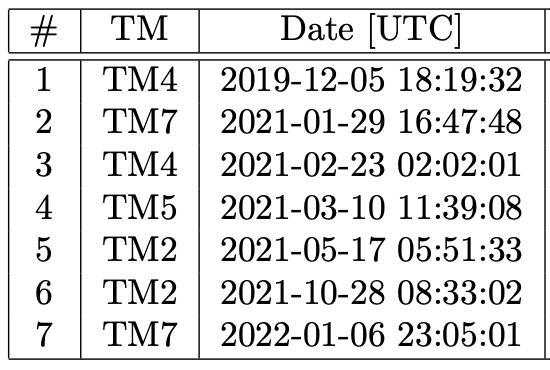 # TM Date [UTC]
1 TM4 2019-12-05 18:19:32
2 TM7 2021-01-29 16:47:48
3 TM4 2021-02-23 02:02:01
4 TM5 2021-03-10 11:39:08
5 TM2 2021-05-17 05:51:33
6 TM2 2021-10-28 08:33:02
7 TM7 2022-01-06 23:05:01